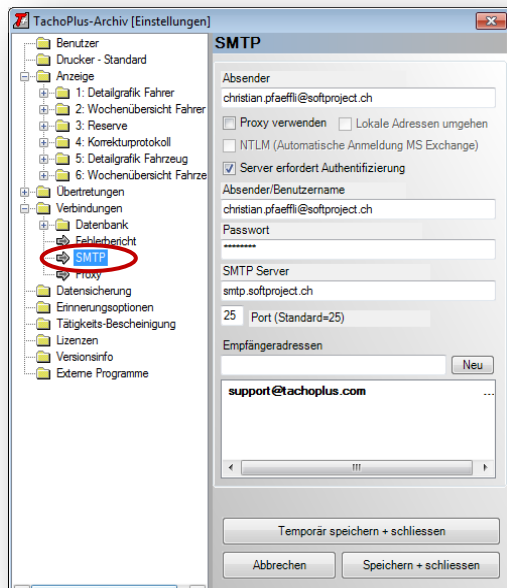 TachoPlus-Archiv [Einstellungen]
Benutzer
Drucker - Standard
Anzeige
1: Detailgrafik Fahrer
2: Wochenübersicht Fahrer
3: Reserve
4: Korrekturprotokoll
5: Detailgrafik Fahrzeug
6: Wochenübersicht Fahrze
Übertretungen
Verbindungen
Datenbank
Fehlerbericht
SMTP
Proxy
Datensicherung
Erinnerungsoptionen
Tätigkeits-Bescheinigung
Lizenzen
Versionsinfo
Externe Programme
SMTP
Absender
christian.pfaeffli@softproject.ch
Proxy verwenden Lokale Adressen umgehen
NTLM (Automatische Anmeldung MS Exchange)
Server erfordert Authentifizierung
Absender/Benutzername
christian.pfaeffli@softproject.ch
Passwort
********
SMTP Server
smtp.softproject.ch
25 Port (Standard=25)
Empfängeradressen
Neu
support@tachoplus.com ...
Temporär speichern + schliessen
Abbrechen Speichern + schliessen